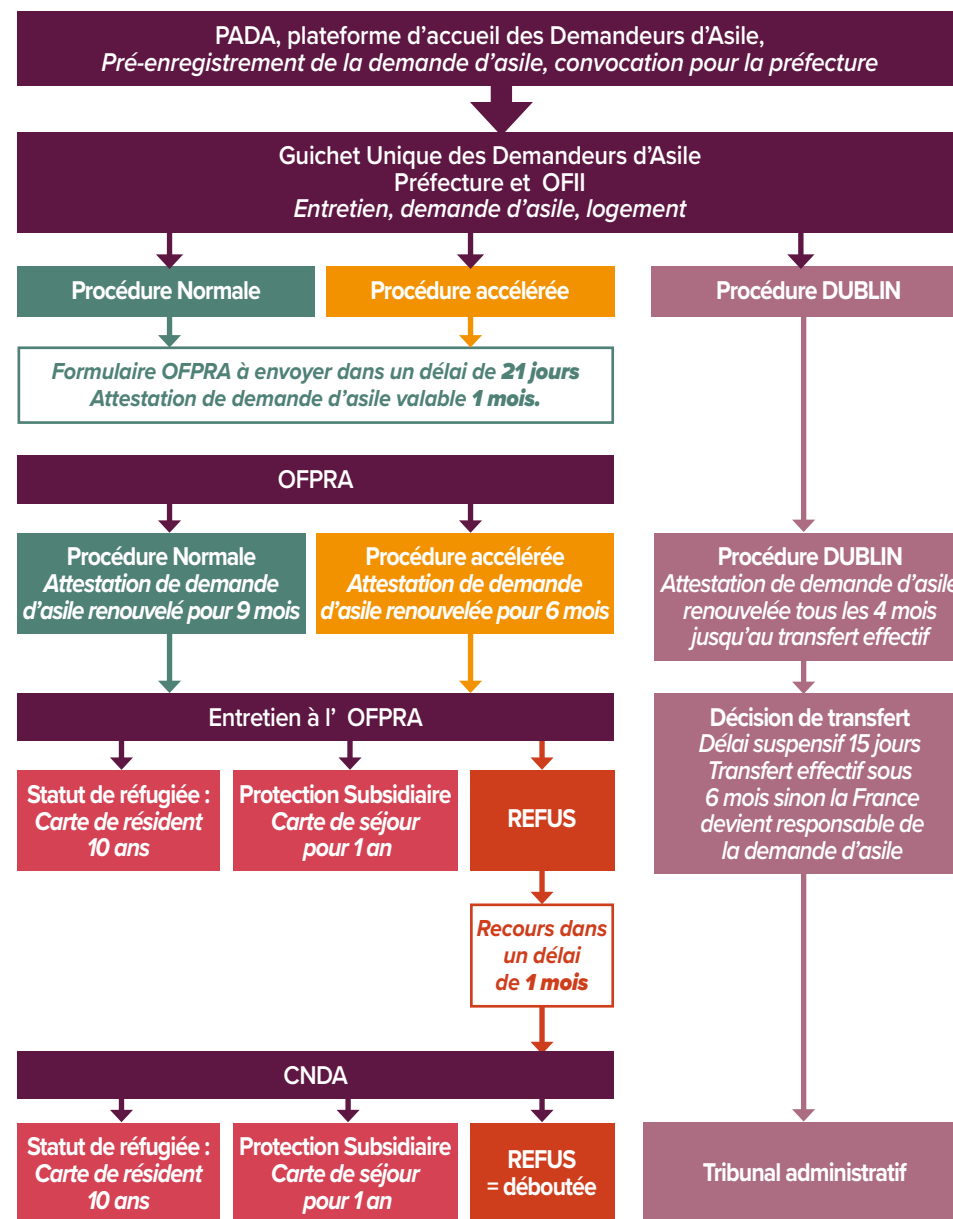 PADA, plateforme d'accueil des Demandeurs d'Asile,
Pré-enregistrement de la demande d'asile, convocation pour la préfecture
Guichet Unique des Demandeurs d'Asile
Préfecture et OFII
Entretien, demande d'asile, logement
Procédure Normale
Procédure accélérée
Procédure DUBLIN
Formulaire OFPRA à envoyer dans un délai de 21 jours
Attestation de demande d'asile valable 1 mois.
OFPRA
Procédure Normale
Attestation de demande
d'asile renouvelé pour 9 mois
Procédure accélérée
Attestation de demande
d'asile renouvelée pour 6 mois
Procédure DUBLIN
Attestation de demande d'asile
renouvelée tous les 4 mois
jusqu'au transfert effectif
Entretien à l' OFPRA
Statut de réfugiée :
Carte de résident
10 ans
Protection Subsidiaire
Carte de séjour
pour 1 an
REFUS
Décision de transfert
Délai suspensif 15 jours
Transfert effectif sous
6 mois sinon la France
devient responsable de
la demande d'asile
Recours dans
un délai
de 1 mois
CNDA
Statut de réfugiée :
Carte de résident
10 ans
Protection Subsidiaire
Carte de séjour
pour 1 an
REFUS
= déboutée
Tribunal administratif